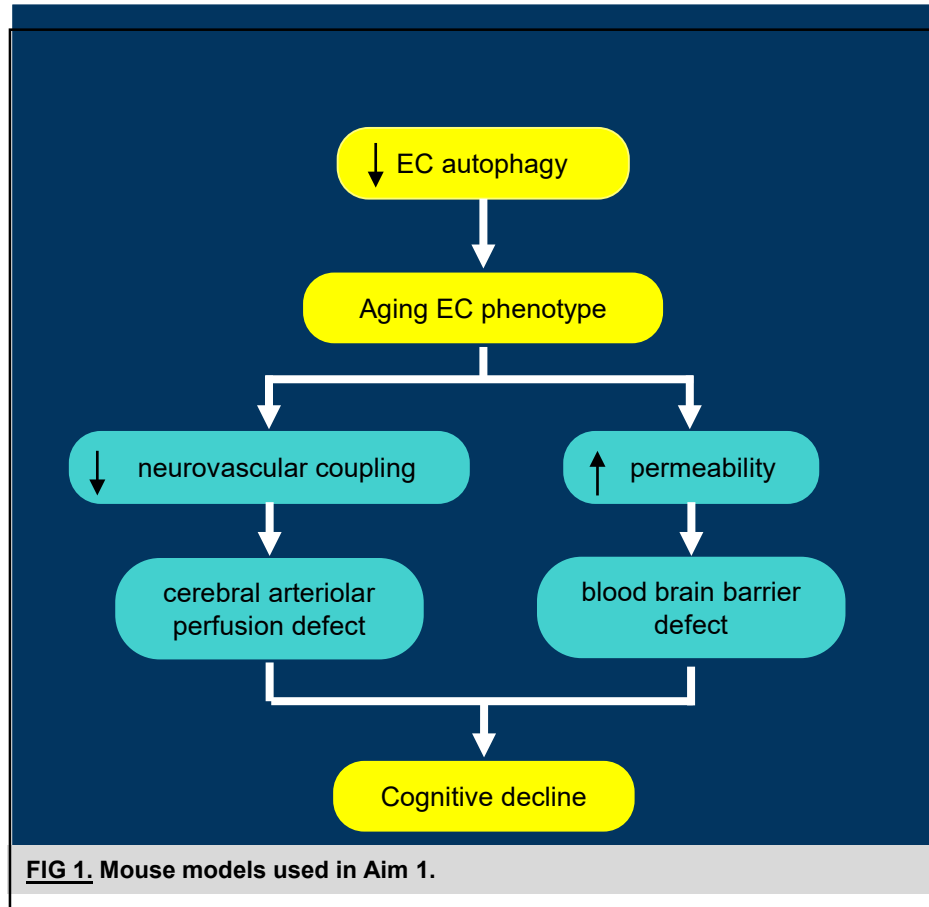 ↓ EC autophagy
Aging EC phenotype
↓ neurovascular coupling
↑ permeability
cerebral arteriolar
perfusion defect
blood brain barrier
defect
Cognitive decline
FIG 1. Mouse models used in Aim 1.